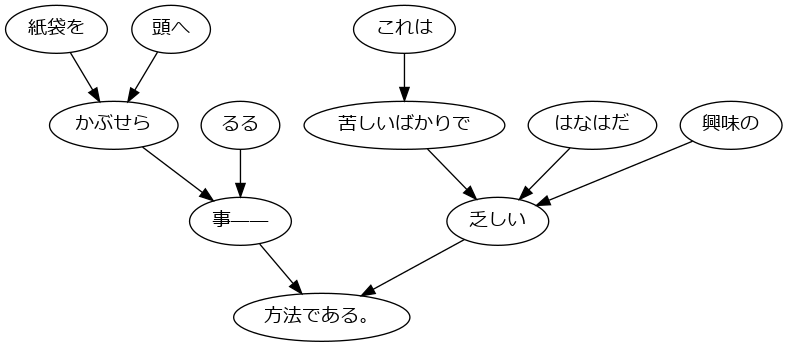 紙袋を
頭へ
これは
かぶせら
るる
苦しいばかりで
はなはだ
興味の
事――
乏しい
方法である。